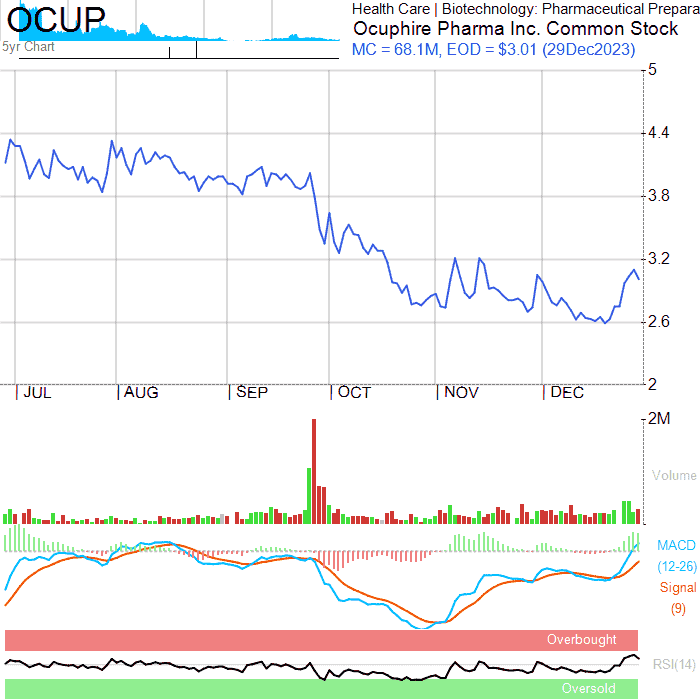 OCUP
5yr Chart
Health Care | Biotechnology: Pharmaceutical Prepara
Ocuphire Pharma Inc. Common Stock
MC = 68.1M, EOD = $3.01 (29Dec2023)
5
4.4
3.8
3.2
2.6
2
JUL AUG SEP OCT NOV DEC
2M
Volume
MACD
(12-26)
Signal
(9)
Overbought
RSI(14)
Oversold